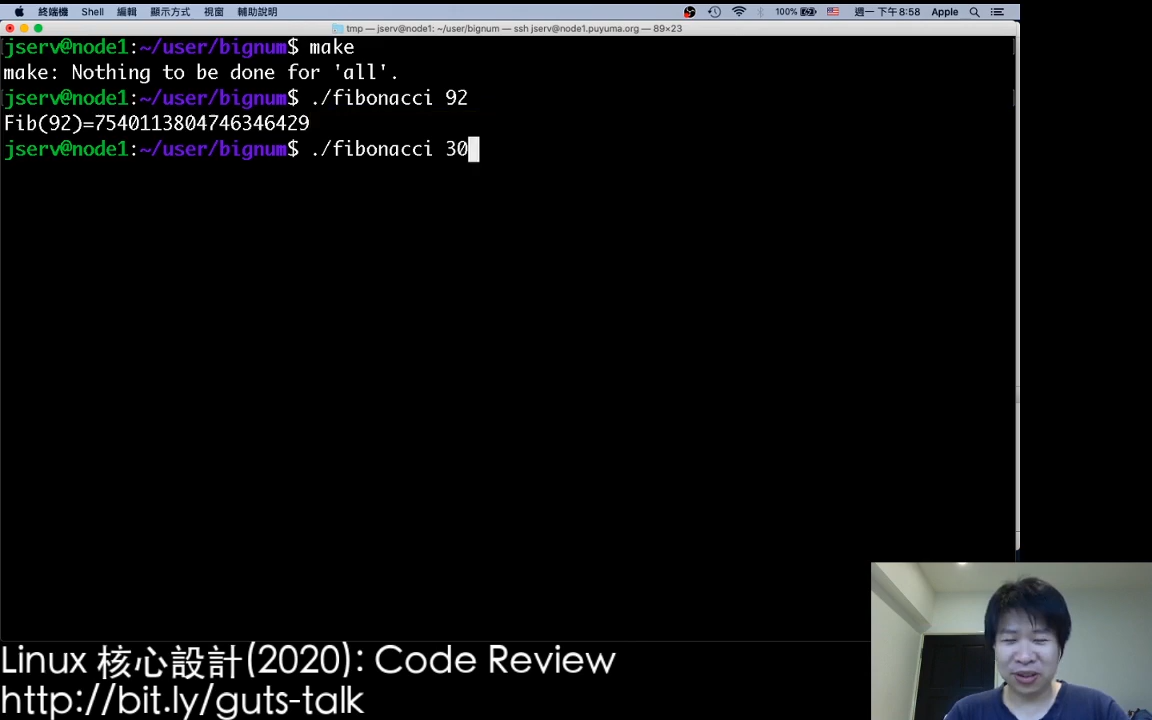 終端機 Shell 編輯 顯示方式 視窗 輔助說明 100% 週一 下午8:58 Apple
tmp — jserv@node1: ~/user/bignum — ssh jserv@node1.puyuma.org — 89×23
jserv@node1:~/user/bignum$ make
make: Nothing to be done for 'all'.
jserv@node1:~/user/bignum$ ./fibonacci 92
Fib(92)=7540113804746346429
jserv@node1:~/user/bignum$ ./fibonacci 30
Linux 核心設計(2020): Code Review
http://bit.ly/guts-talk